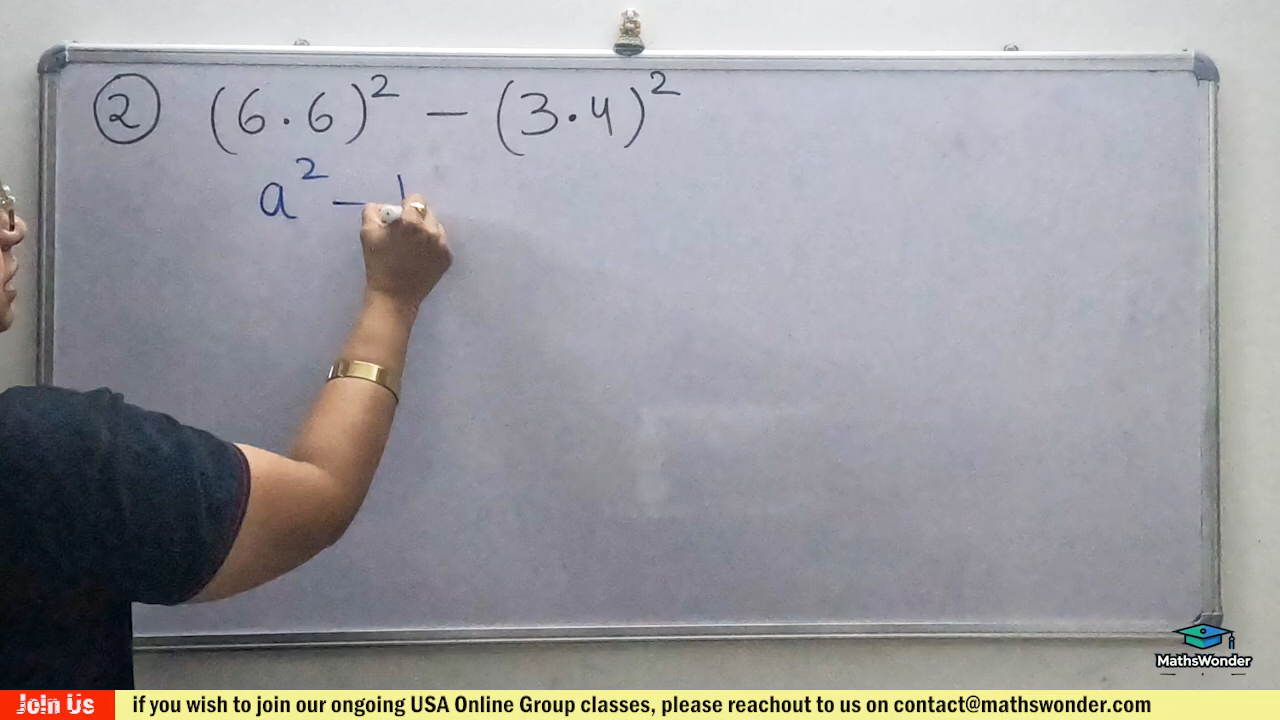 ② (6.6)² - (3.4)²
a² -
MathsWonder
Join Us if you wish to join our ongoing USA Online Group classes, please reachout to us on contact@mathswonder.com